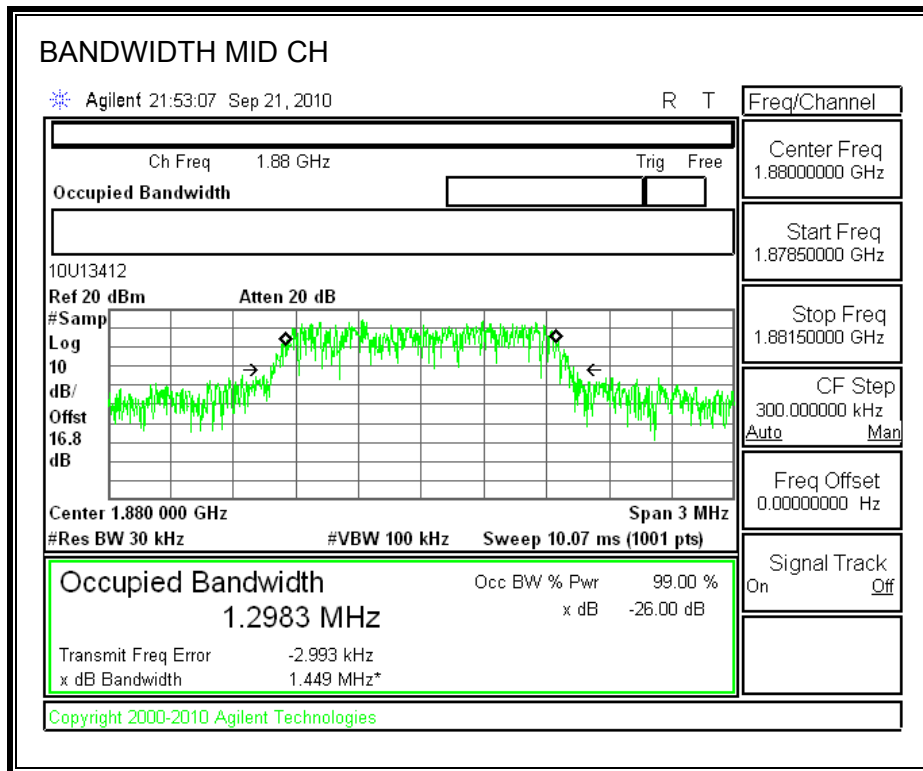 BANDWIDTH MID CH
Agilent 21:53:07 Sep 21, 2010 R T
Freq/Channel
Ch Freq 1.88 GHz Trig Free
Occupied Bandwidth
Center Freq
1.88000000 GHz
Start Freq
1.87850000 GHz
Stop Freq
1.88150000 GHz
CF Step
300.000000 kHz
Auto Man
Freq Offset
0.00000000 Hz
Signal Track
On Off
10U13412
Ref 20 dBm Atten 20 dB
#Samp
Log
10
dB/
Offst
16.8
dB
Center 1.880 000 GHz Span 3 MHz
#Res BW 30 kHz #VBW 100 kHz Sweep 10.07 ms (1001 pts)
Occupied Bandwidth
1.2983 MHz
Occ BW % Pwr 99.00 %
x dB -26.00 dB
Transmit Freq Error -2.993 kHz
x dB Bandwidth 1.449 MHz*
Copyright 2000-2010 Agilent Technologies